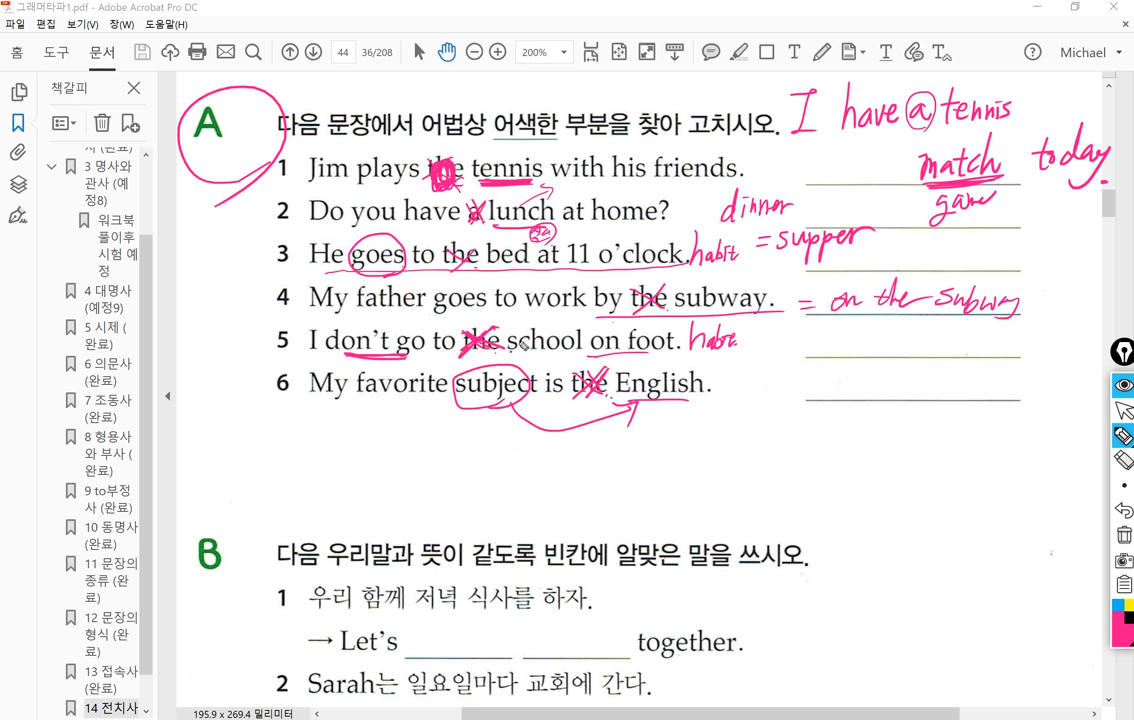 그래머타파1.pdf - Adobe Acrobat Pro DC
파일 편집 보기(V) 창(W) 도움말(H)
홈 도구 문서 44 36/208 200% Michael
책갈피
3 명사와
관사 (예
정8)
워크북
풀이후
시험 예
정
4 대명사
(예정9)
5 시제 (
완료)
6 의문사
(완료)
7 조동사
(완료)
8 형용사
와 부사 (
완료)
9 to부정
사 (완료)
10 동명사
(완료)
11 문장의
종류 (완
료)
12 문장의
형식 (완
료)
13 접속사
(완료)
14 전치사
A 다음 문장에서 어법상 어색한 부분을 찾아 고치시오. I have a tennis
match today.
game
1 Jim plays the tennis with his friends.
2 Do you have a lunch at home? dinner
= supper
3 He goes to the bed at 11 o'clock. habit
4 My father goes to work by the subway. = on the subway
5 I don't go to the school on foot. habit
6 My favorite subject is the English.
B 다음 우리말과 뜻이 같도록 빈칸에 알맞은 말을 쓰시오.
1 우리 함께 저녁 식사를 하자.
→ Let's ________ ________ together.
2 Sarah는 일요일마다 교회에 간다.
195.9 x 269.4 밀리미터